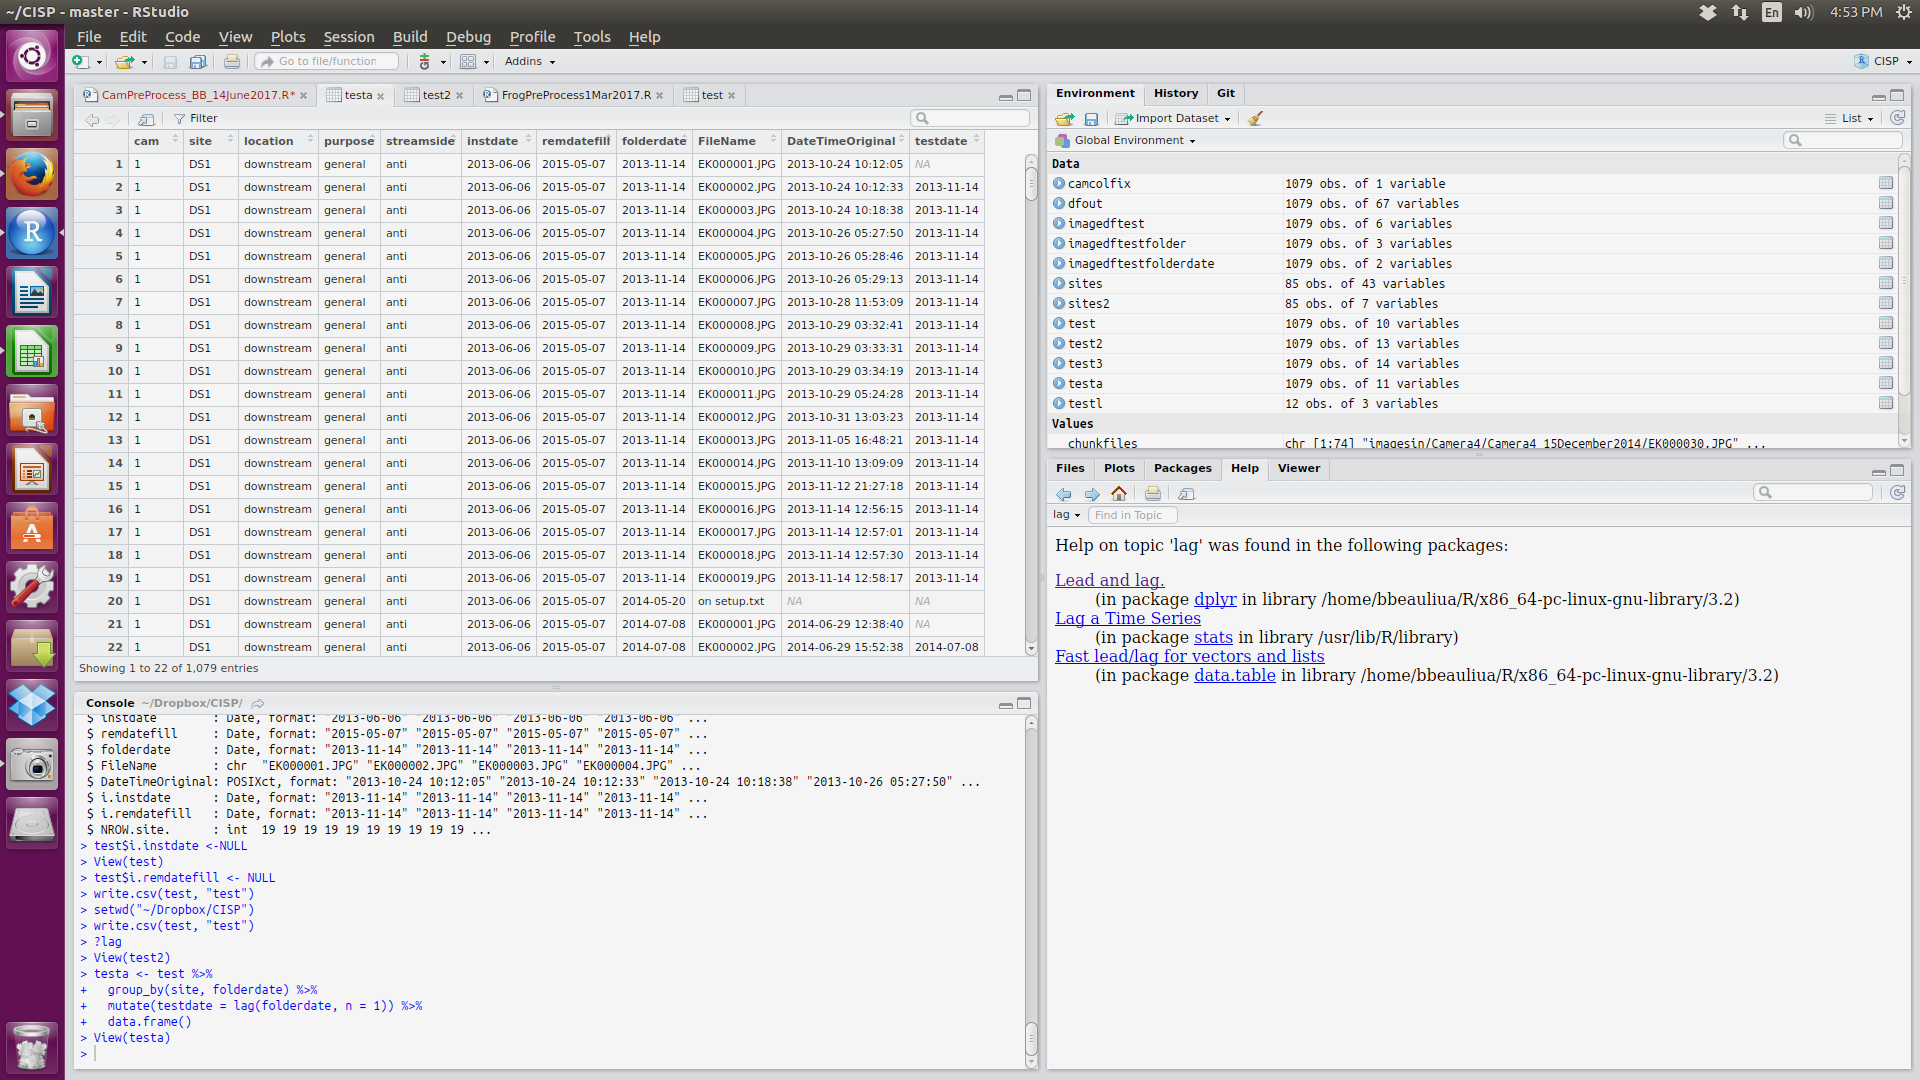 ~/CISP - master - RStudio
En
4:53 PM
File Edit Code View Plots Session Build Debug Profile Tools Help
Go to file/function
Addins
CISP
CamPreProcess_BB_14June2017.R* testa test2 FrogPreProcess1Mar2017.R test
Filter
cam site location purpose streamside instdate remdatefill folderdate FileName DateTimeOriginal testdate
1 1 DS1 downstream general anti 2013-06-06 2015-05-07 2013-11-14 EK000001.JPG 2013-10-24 10:12:05 NA
2 1 DS1 downstream general anti 2013-06-06 2015-05-07 2013-11-14 EK000002.JPG 2013-10-24 10:12:33 2013-11-14
3 1 DS1 downstream general anti 2013-06-06 2015-05-07 2013-11-14 EK000003.JPG 2013-10-24 10:18:38 2013-11-14
4 1 DS1 downstream general anti 2013-06-06 2015-05-07 2013-11-14 EK000004.JPG 2013-10-26 05:27:50 2013-11-14
5 1 DS1 downstream general anti 2013-06-06 2015-05-07 2013-11-14 EK000005.JPG 2013-10-26 05:28:46 2013-11-14
6 1 DS1 downstream general anti 2013-06-06 2015-05-07 2013-11-14 EK000006.JPG 2013-10-26 05:29:13 2013-11-14
7 1 DS1 downstream general anti 2013-06-06 2015-05-07 2013-11-14 EK000007.JPG 2013-10-28 11:53:09 2013-11-14
8 1 DS1 downstream general anti 2013-06-06 2015-05-07 2013-11-14 EK000008.JPG 2013-10-29 03:32:41 2013-11-14
9 1 DS1 downstream general anti 2013-06-06 2015-05-07 2013-11-14 EK000009.JPG 2013-10-29 03:33:31 2013-11-14
10 1 DS1 downstream general anti 2013-06-06 2015-05-07 2013-11-14 EK000010.JPG 2013-10-29 03:34:19 2013-11-14
11 1 DS1 downstream general anti 2013-06-06 2015-05-07 2013-11-14 EK000011.JPG 2013-10-29 05:24:28 2013-11-14
12 1 DS1 downstream general anti 2013-06-06 2015-05-07 2013-11-14 EK000012.JPG 2013-10-31 13:03:23 2013-11-14
13 1 DS1 downstream general anti 2013-06-06 2015-05-07 2013-11-14 EK000013.JPG 2013-11-05 16:48:21 2013-11-14
14 1 DS1 downstream general anti 2013-06-06 2015-05-07 2013-11-14 EK000014.JPG 2013-11-10 13:09:09 2013-11-14
15 1 DS1 downstream general anti 2013-06-06 2015-05-07 2013-11-14 EK000015.JPG 2013-11-12 21:27:18 2013-11-14
16 1 DS1 downstream general anti 2013-06-06 2015-05-07 2013-11-14 EK000016.JPG 2013-11-14 12:56:15 2013-11-14
17 1 DS1 downstream general anti 2013-06-06 2015-05-07 2013-11-14 EK000017.JPG 2013-11-14 12:57:01 2013-11-14
18 1 DS1 downstream general anti 2013-06-06 2015-05-07 2013-11-14 EK000018.JPG 2013-11-14 12:57:30 2013-11-14
19 1 DS1 downstream general anti 2013-06-06 2015-05-07 2013-11-14 EK000019.JPG 2013-11-14 12:58:17 2013-11-14
20 1 DS1 downstream general anti 2013-06-06 2015-05-07 2014-05-20 on setup.txt NA NA
21 1 DS1 downstream general anti 2013-06-06 2015-05-07 2014-07-08 EK000001.JPG 2014-06-29 12:38:40 NA
22 1 DS1 downstream general anti 2013-06-06 2015-05-07 2014-07-08 EK000002.JPG 2014-06-29 15:52:38 2014-07-08
Showing 1 to 22 of 1,079 entries
Console ~/Dropbox/CISP/
$ instdate : Date, format: "2013-06-06" "2013-06-06" "2013-06-06" "2013-06-06" ...
$ remdatefill : Date, format: "2015-05-07" "2015-05-07" "2015-05-07" "2015-05-07" ...
$ folderdate : Date, format: "2013-11-14" "2013-11-14" "2013-11-14" "2013-11-14" ...
$ FileName : chr "EK000001.JPG" "EK000002.JPG" "EK000003.JPG" "EK000004.JPG" ...
$ DateTimeOriginal: POSIXct, format: "2013-10-24 10:12:05" "2013-10-24 10:12:33" "2013-10-24 10:18:38" "2013-10-26 05:27:50" ...
$ i.instdate : Date, format: "2013-11-14" "2013-11-14" "2013-11-14" "2013-11-14" ...
$ i.remdatefill : Date, format: "2013-11-14" "2013-11-14" "2013-11-14" "2013-11-14" ...
$ NROW.site. : int 19 19 19 19 19 19 19 19 19 19 ...
> test$i.instdate <-NULL
> View(test)
> test$i.remdatefill <- NULL
> write.csv(test, "test")
> setwd("~/Dropbox/CISP")
> write.csv(test, "test")
> ?lag
> View(test2)
> testa <- test %>%
+ group_by(site, folderdate) %>%
+ mutate(testdate = lag(folderdate, n = 1)) %>%
+ data.frame()
> View(testa)
>
Environment History Git
Import Dataset
List
Global Environment
Data
camcolfix 1079 obs. of 1 variable
dfout 1079 obs. of 67 variables
imagedftest 1079 obs. of 6 variables
imagedftestfolder 1079 obs. of 3 variables
imagedftestfolderdate 1079 obs. of 2 variables
sites 85 obs. of 43 variables
sites2 85 obs. of 7 variables
test 1079 obs. of 10 variables
test2 1079 obs. of 13 variables
test3 1079 obs. of 14 variables
testa 1079 obs. of 11 variables
testl 12 obs. of 3 variables
Values
chunkfiles chr [1:74] "imagesin/Camera4/Camera4 15December2014/EK000030.JPG" ...
Files Plots Packages Help Viewer
lag
Find in Topic
Help on topic 'lag' was found in the following packages:
Lead and lag.
(in package dplyr in library /home/bbeauliua/R/x86_64-pc-linux-gnu-library/3.2)
Lag a Time Series
(in package stats in library /usr/lib/R/library)
Fast lead/lag for vectors and lists
(in package data.table in library /home/bbeauliua/R/x86_64-pc-linux-gnu-library/3.2)